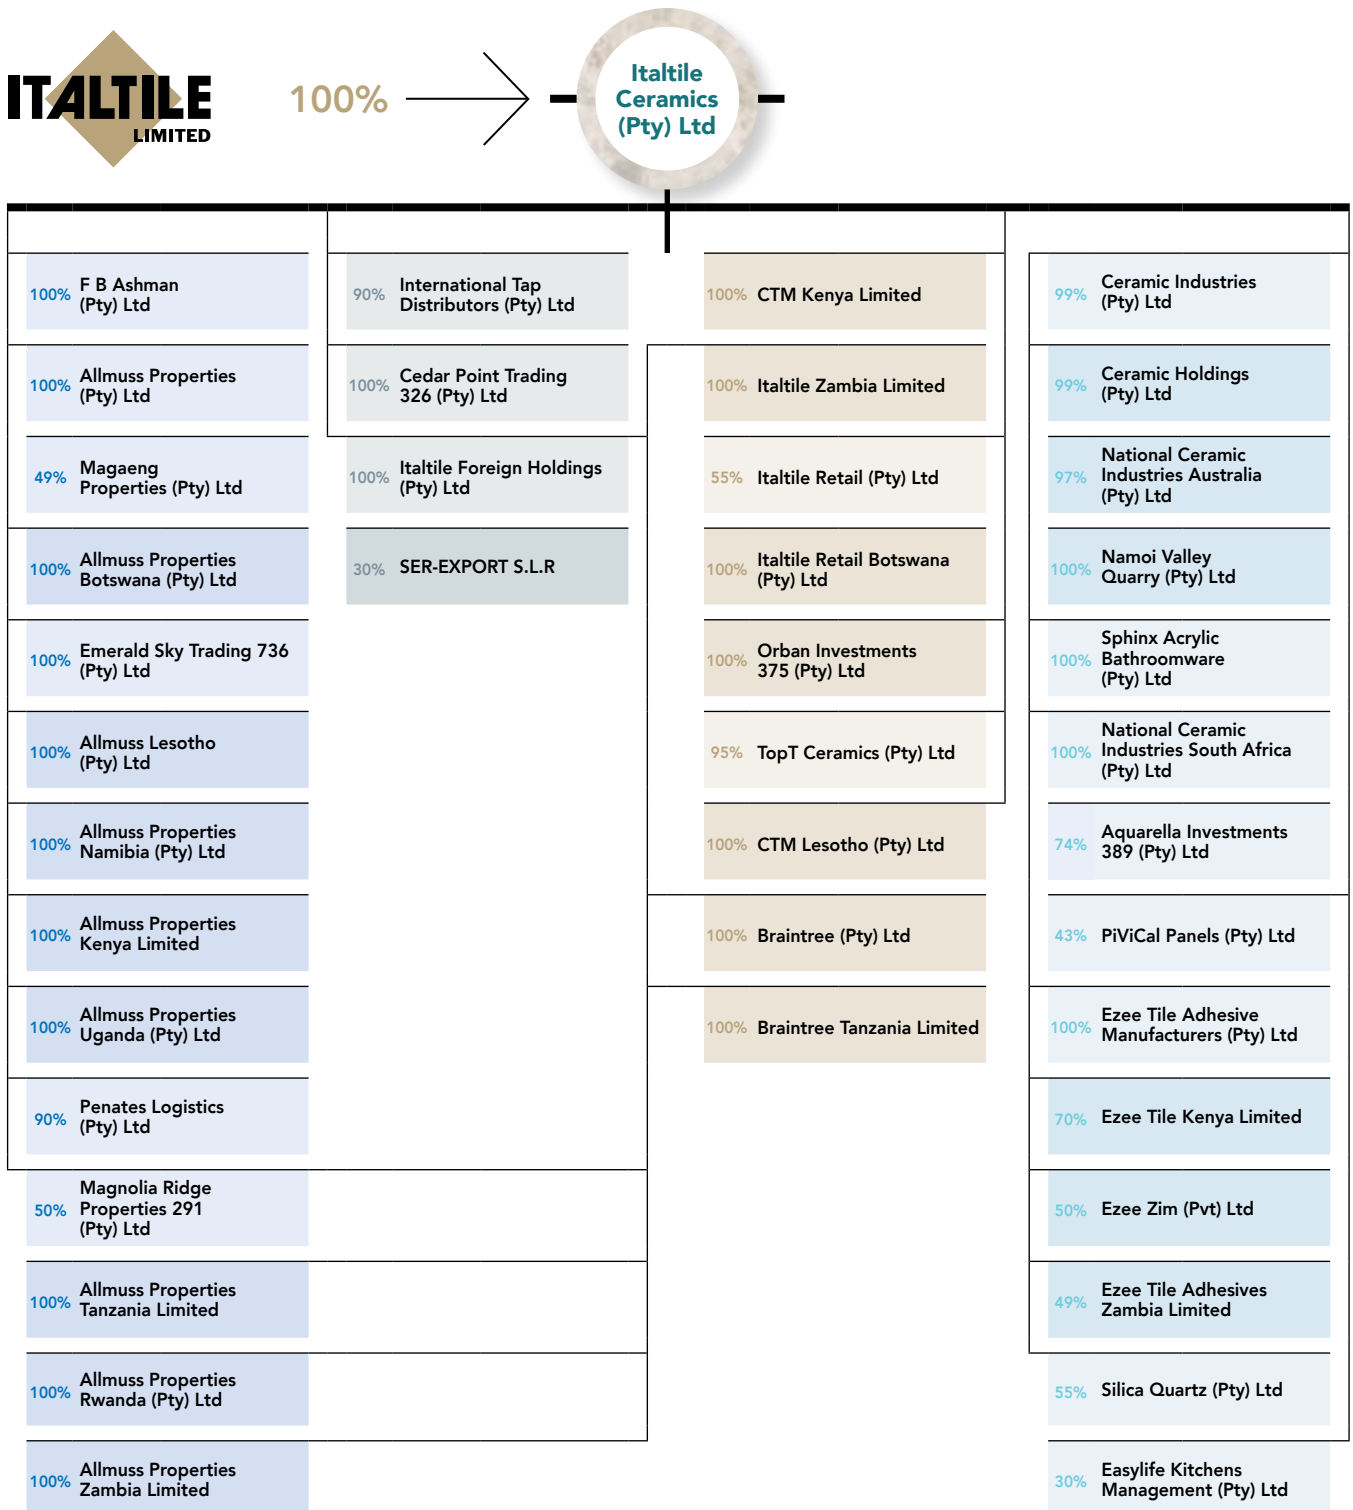 ITALTILE
LIMITED
100%
Italtile
Ceramics
(Pty) Ltd
100%
F B Ashman
(Pty) Ltd
100%
Allmuss Properties
(Pty) Ltd
49%
Magaeng
Properties (Pty) Ltd
100%
Allmuss Properties
Botswana (Pty) Ltd
100%
Emerald Sky Trading 736
(Pty) Ltd
100%
Allmuss Lesotho
(Pty) Ltd
100%
Allmuss Properties
Namibia (Pty) Ltd
100%
Allmuss Properties
Kenya Limited
100%
Allmuss Properties
Uganda (Pty) Ltd
90%
Penates Logistics
(Pty) Ltd
50%
Magnolia Ridge
Properties 291
(Pty) Ltd
100%
Allmuss Properties
Tanzania Limited
100%
Allmuss Properties
Rwanda (Pty) Ltd
100%
Allmuss Properties
Zambia Limited
90%
International Tap
Distributors (Pty) Ltd
100%
Cedar Point Trading
326 (Pty) Ltd
100%
Italtile Foreign Holdings
(Pty) Ltd
30%
SER-EXPORT S.L.R
100%
CTM Kenya Limited
100%
Italtile Zambia Limited
55%
Italtile Retail (Pty) Ltd
100%
Italtile Retail Botswana
(Pty) Ltd
100%
Orban Investments
375 (Pty) Ltd
95%
TopT Ceramics (Pty) Ltd
100%
CTM Lesotho (Pty) Ltd
100%
Braintree (Pty) Ltd
100%
Braintree Tanzania Limited
99%
Ceramic Industries
(Pty) Ltd
99%
Ceramic Holdings
(Pty) Ltd
97%
National Ceramic
Industries Australia
(Pty) Ltd
100%
Namoi Valley
Quarry (Pty) Ltd
100%
Sphinx Acrylic
Bathroomware
(Pty) Ltd
100%
National Ceramic
Industries South Africa
(Pty) Ltd
74%
Aquarella Investments
389 (Pty) Ltd
43%
PiViCal Panels (Pty) Ltd
100%
Ezee Tile Adhesive
Manufacturers (Pty) Ltd
70%
Ezee Tile Kenya Limited
50%
Ezee Zim (Pvt) Ltd
49%
Ezee Tile Adhesives
Zambia Limited
55%
Silica Quartz (Pty) Ltd
30%
Easylife Kitchens
Management (Pty) Ltd